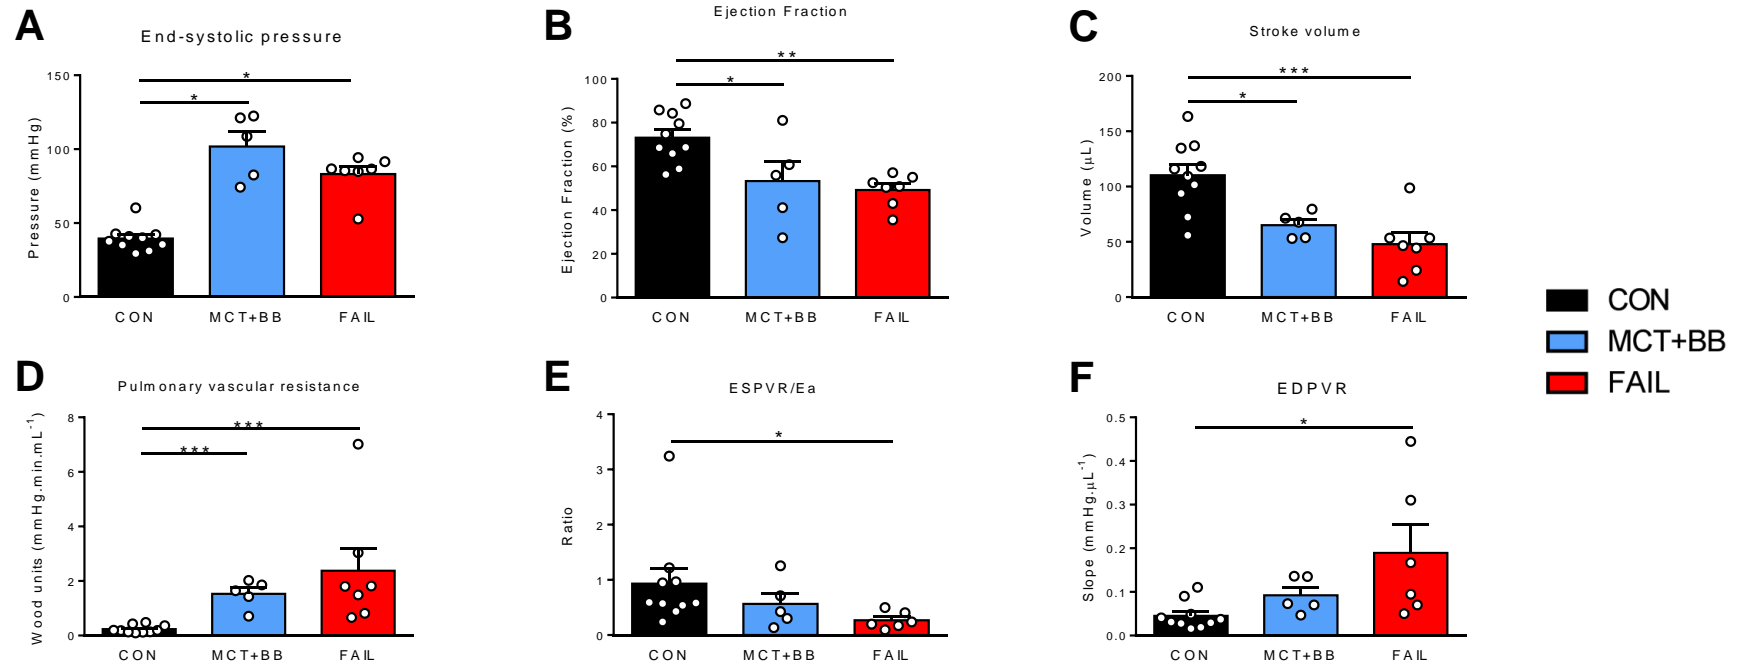 A
End-systolic pressure
Pressure (mmHg)
150
100
50
0
*
*
CON
MCT+BB
FAIL
B
Ejection Fraction
Ejection Fraction (%)
100
80
60
40
20
0
**
*
CON
MCT+BB
FAIL
C
Stroke volume
Volume (µL)
200
150
100
50
0
***
*
CON
MCT+BB
FAIL
CON
MCT+BB
FAIL
D
Pulmonary vascular resistance
Wood units (mmHg.min.mL⁻¹)
8
6
4
2
0
***
***
CON
MCT+BB
FAIL
E
ESPVR/Ea
Ratio
4
3
2
1
0
*
CON
MCT+BB
FAIL
F
EDPVR
Slope (mmHg.µL⁻¹)
0.5
0.4
0.3
0.2
0.1
0.0
*
CON
MCT+BB
FAIL